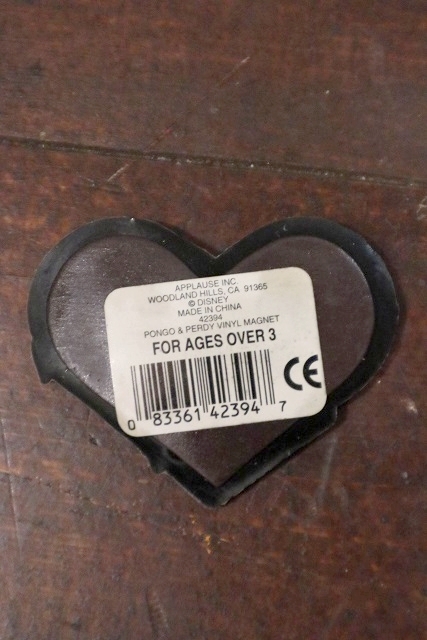 APPLAUSE INC
WOODLAND HILLS, CA 91365
© DISNEY
MADE IN CHINA
42394
PONGO & PERDY VINYL MAGNET
FOR AGES OVER 3
CE
0 83361 42394 7